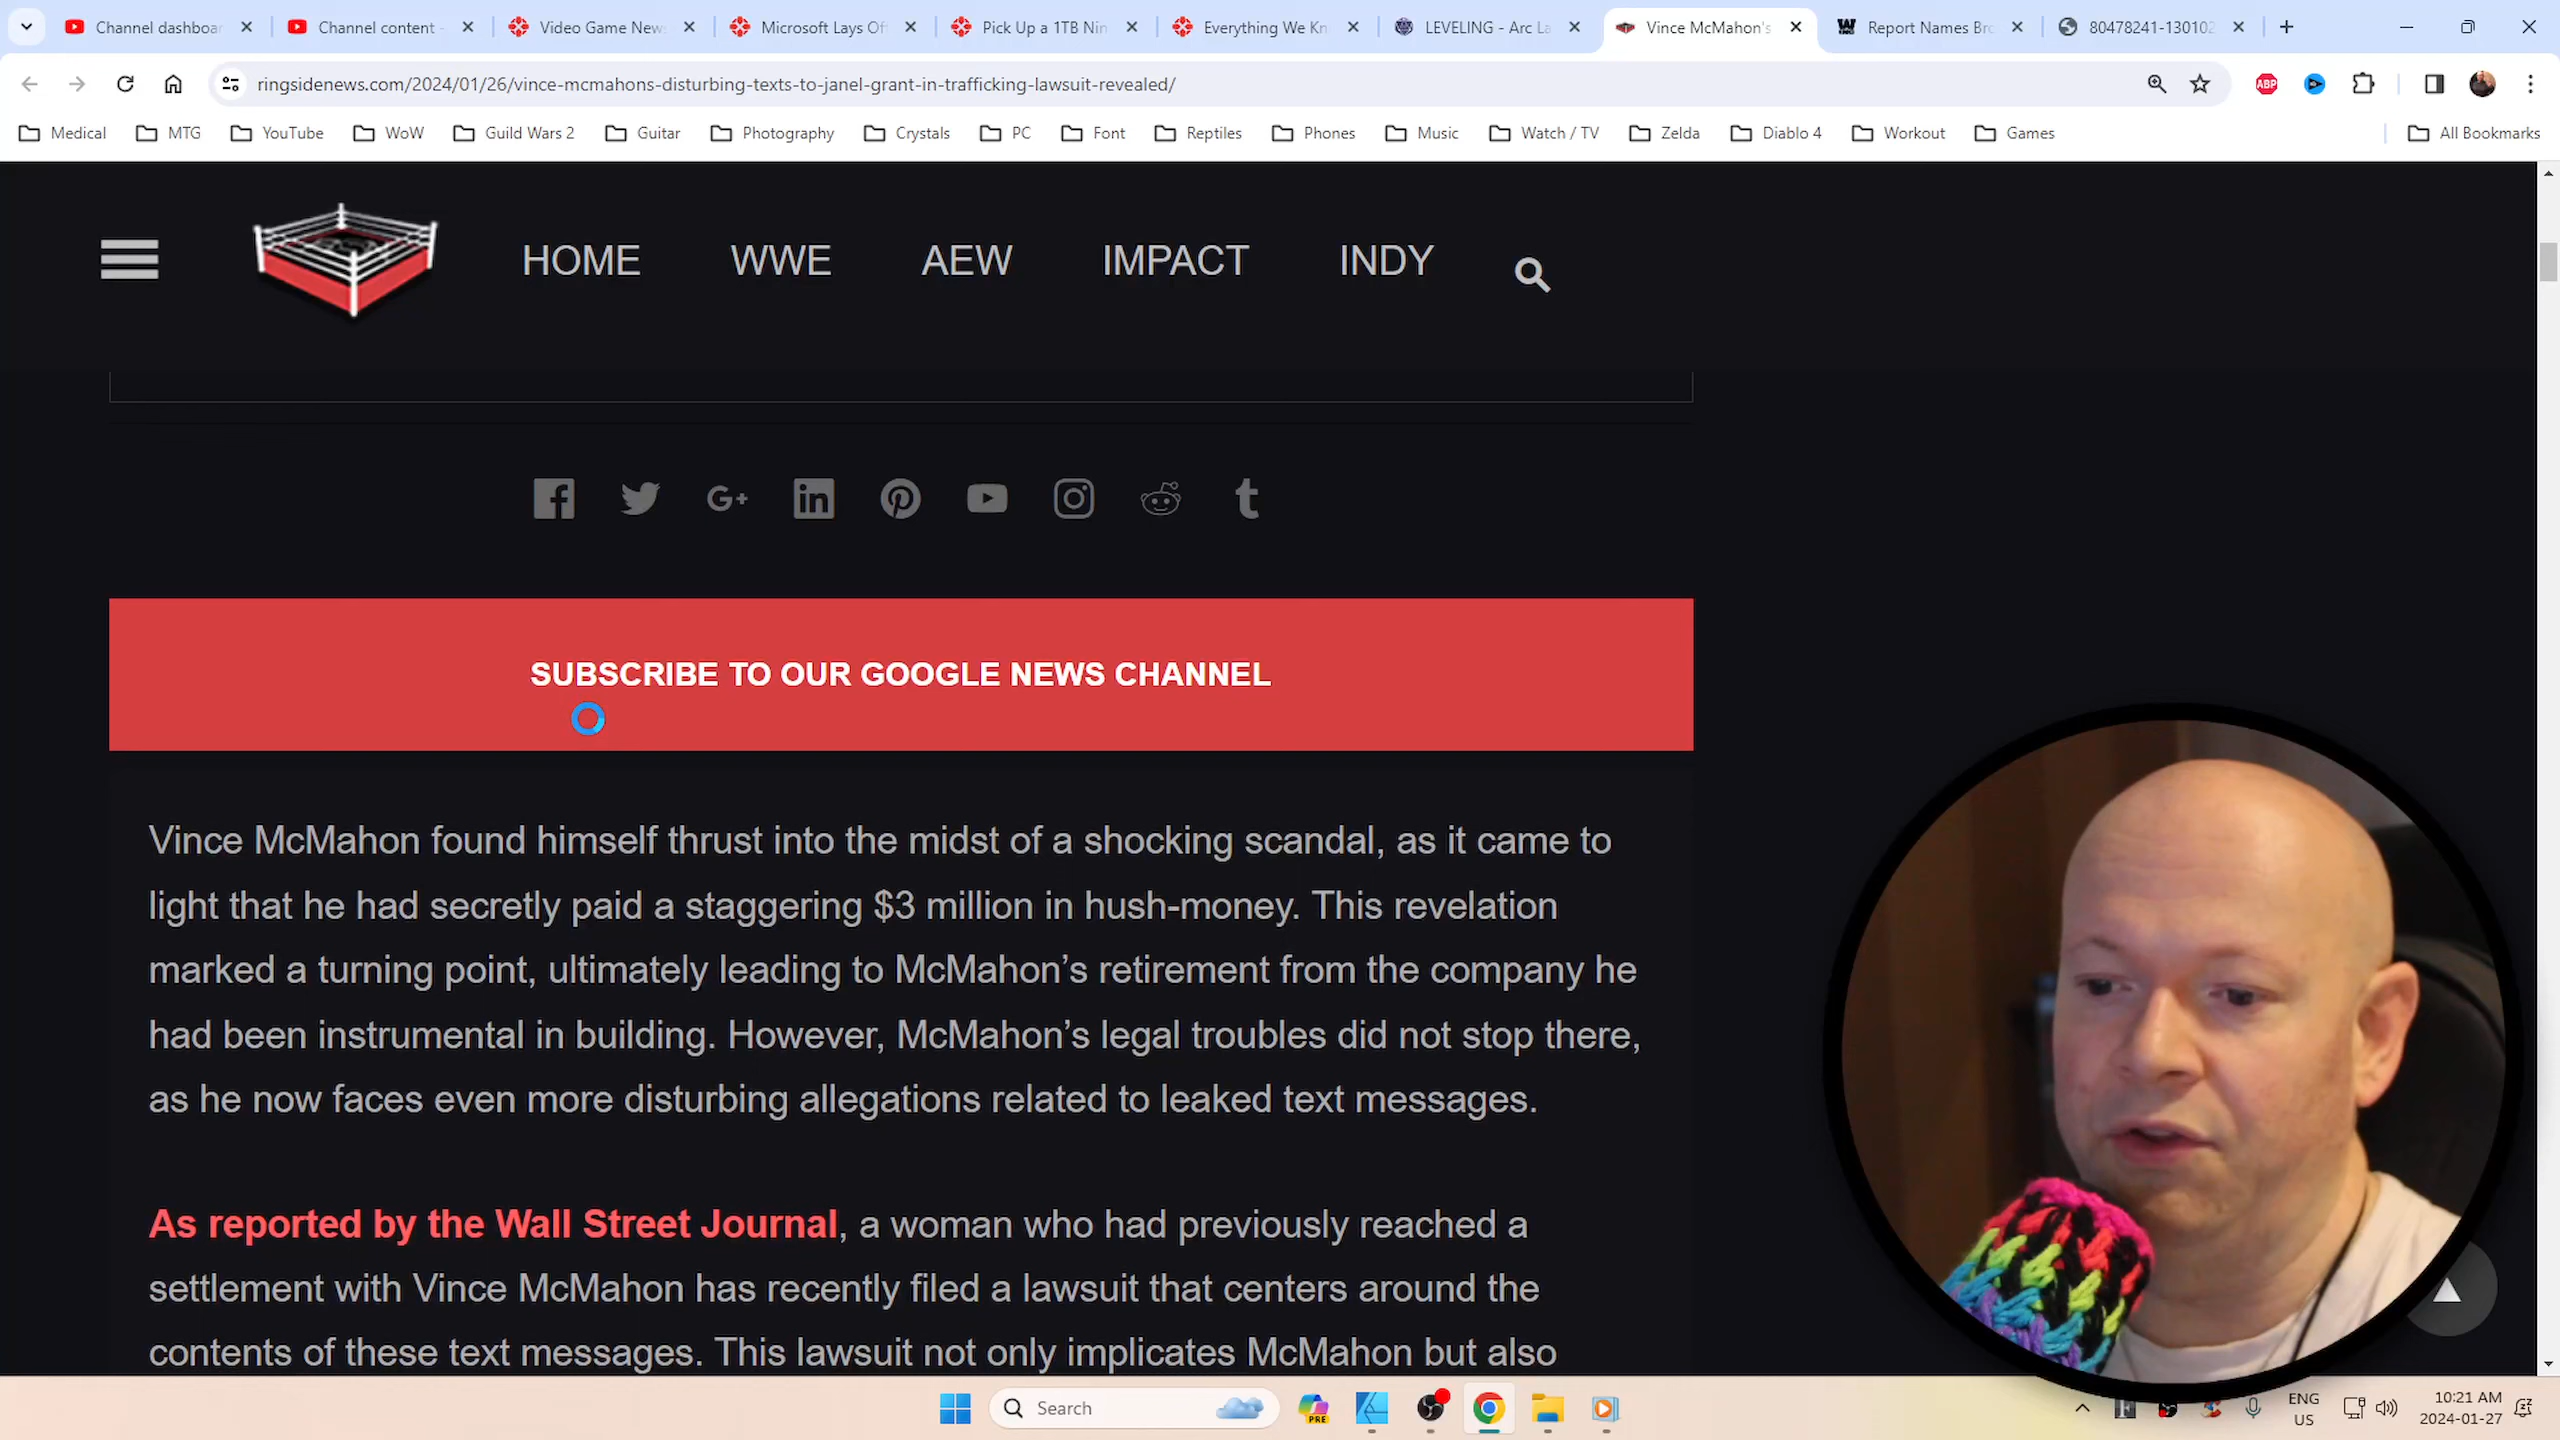 Channel dashboar
Channel content -
Video Game New
Microsoft Lays Of
Pick Up a 1TB Nin
Everything We Kn
LEVELING - Arc La
Vince McMahon's
Report Names Bro
80478241-130102
ringsidenews.com/2024/01/26/vince-mcmahons-disturbing-texts-to-janel-grant-in-trafficking-lawsuit-revealed/
ABP
Medical
MTG
YouTube
WoW
Guild Wars 2
Guitar
Photography
Crystals
PC
Font
Reptiles
Phones
Music
Watch / TV
Zelda
Diablo 4
Workout
Games
All Bookmarks
HOME
WWE
AEW
IMPACT
INDY
SUBSCRIBE TO OUR GOOGLE NEWS CHANNEL
Vince McMahon found himself thrust into the midst of a shocking scandal, as it came to
light that he had secretly paid a staggering $3 million in hush-money. This revelation
marked a turning point, ultimately leading to McMahon’s retirement from the company he
had been instrumental in building. However, McMahon’s legal troubles did not stop there,
as he now faces even more disturbing allegations related to leaked text messages.
As reported by the Wall Street Journal, a woman who had previously reached a
settlement with Vince McMahon has recently filed a lawsuit that centers around the
contents of these text messages. This lawsuit not only implicates McMahon but also
Search
PRE
ENG
US
10:21 AM
2024-01-27